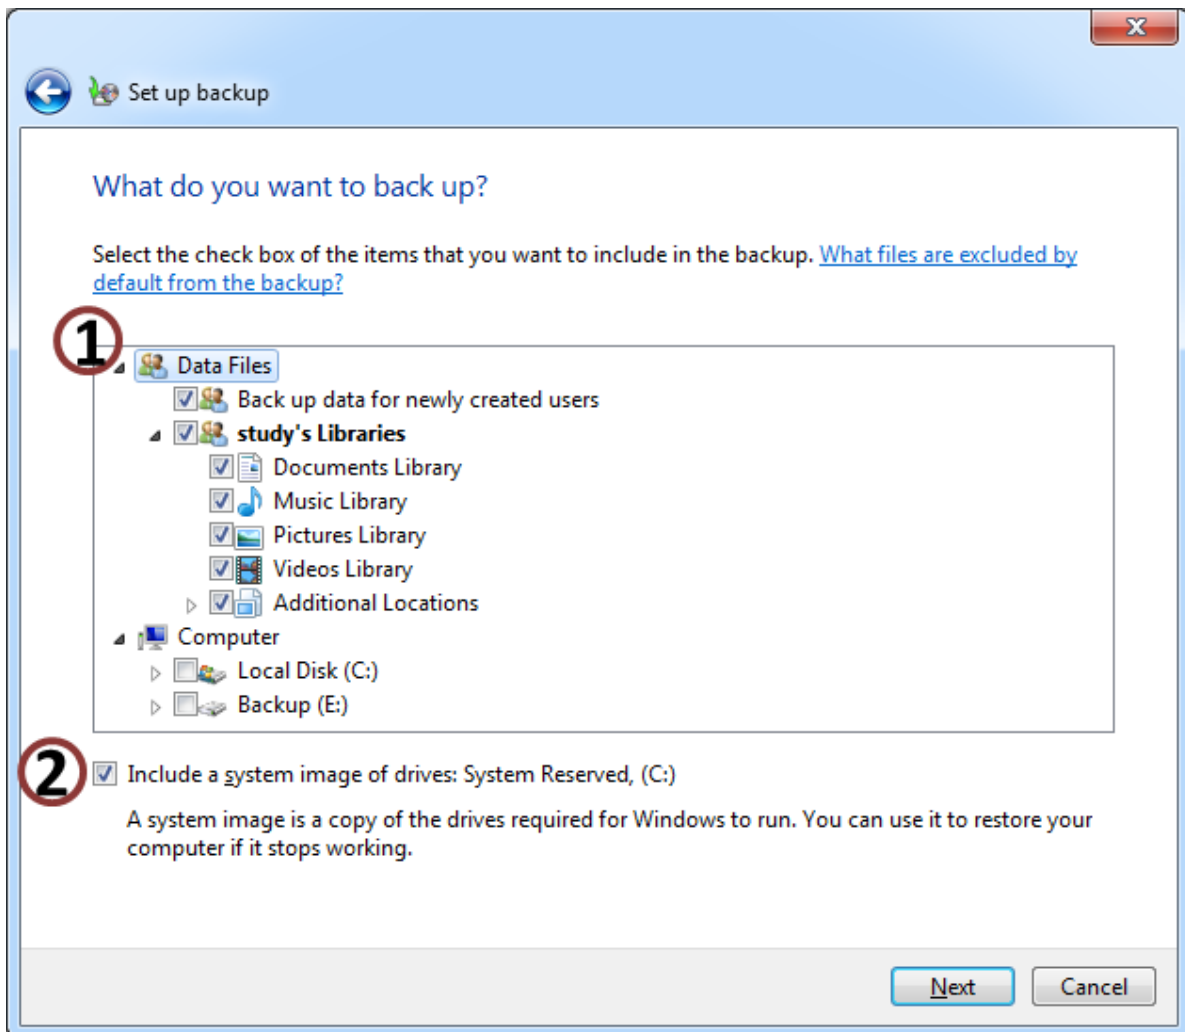 x
Set up backup
What do you want to back up?
Select the check box of the items that you want to include in the backup. What files are excluded by
default from the backup?
1
Data Files
Back up data for newly created users
study's Libraries
Documents Library
Music Library
Pictures Library
Videos Library
Additional Locations
Computer
Local Disk (C:)
Backup (E:)
2
Include a system image of drives: System Reserved, (C:)
A system image is a copy of the drives required for Windows to run. You can use it to restore your
computer if it stops working.
Next Cancel